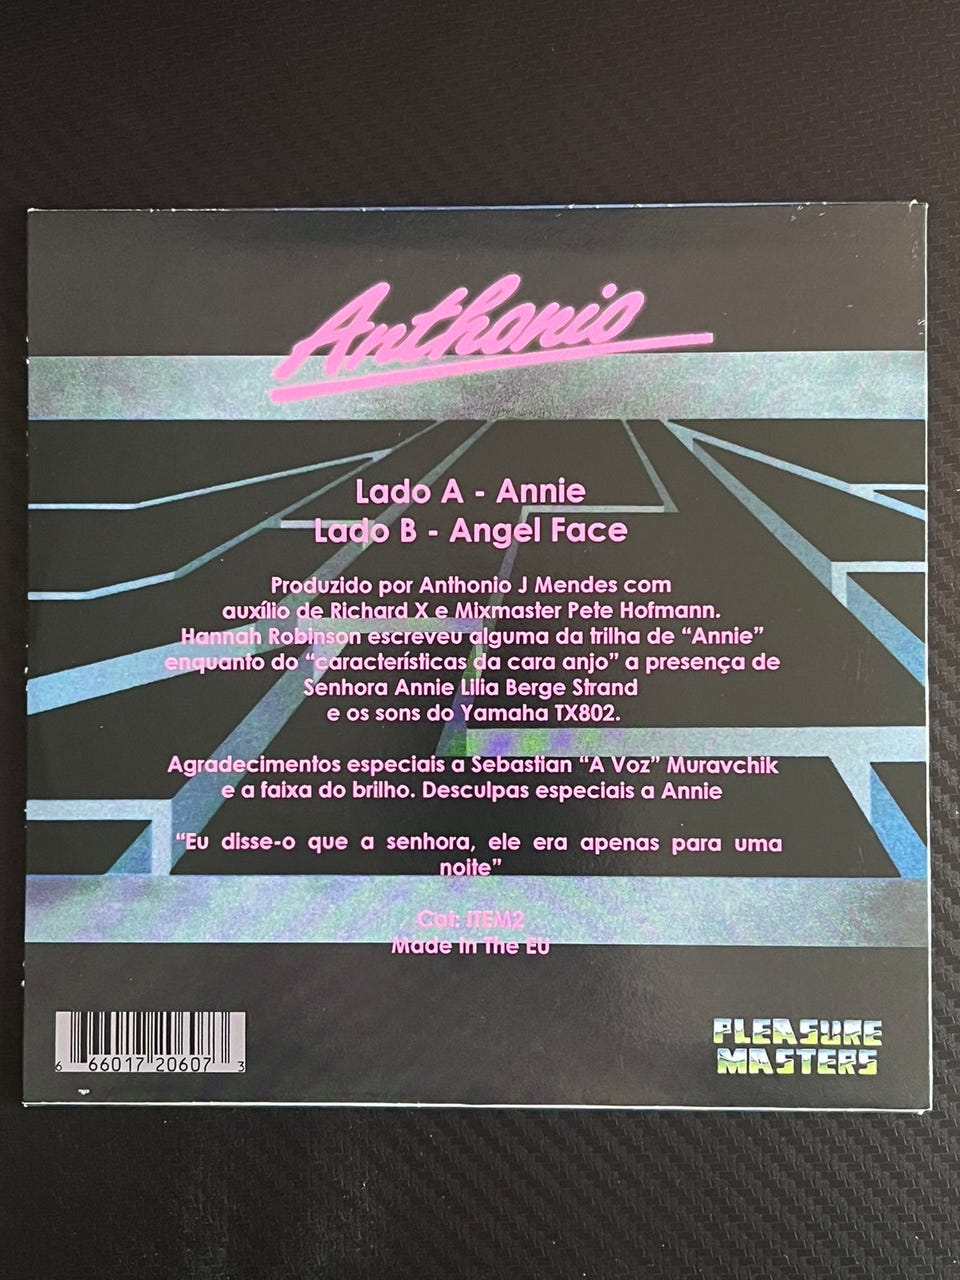 Anthonio
Lado A - Annie
Lado B - Angel Face
Produzido por Anthonio J Mendes com
auxílio de Richard X e Mixmaster Pete Hofmann.
Hannah Robinson escreveu alguma da trilha de “Annie”
enquanto do “características da cara anjo” a presença de
Senhora Annie Lilia Berge Strand
e os sons do Yamaha TX802.
Agradecimentos especiais a Sebastian “A Voz” Muravchik
e a faixa do brilho. Desculpas especiais a Annie
“Eu disse-o que a senhora, ele era apenas para uma
noite”
Cat: ITEM2
Made In The EU
6 66017 20607 3
PLEASURE
MASTERS